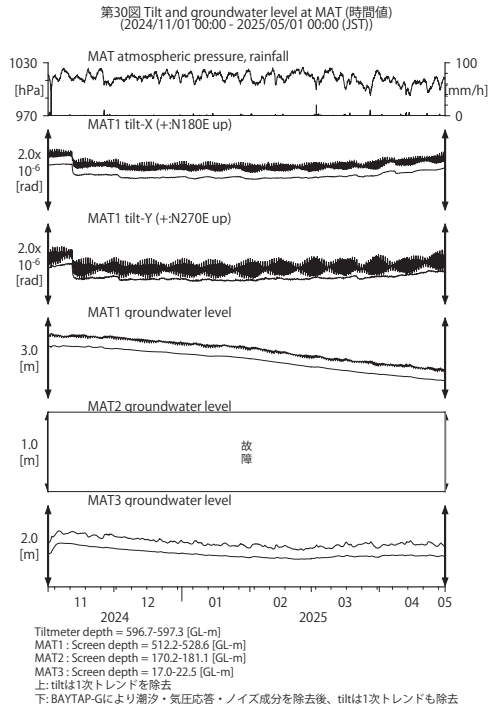 第30図 Tilt and groundwater level at MAT (時間値)
(2024/11/01 00:00 - 2025/05/01 00:00 (JST))
MAT atmospheric pressure, rainfall
1030
[hPa]
970
100
[mm/h]
0
MAT1 tilt-X (+:N180E up)
2.0x
10-6
[rad]
MAT1 tilt-Y (+:N270E up)
2.0x
10-6
[rad]
MAT1 groundwater level
3.0
[m]
MAT2 groundwater level
1.0
[m]
故
障
MAT3 groundwater level
2.0
[m]
11 12 01 02 03 04 05
2024 2025
Tiltmeter depth = 596.7-597.3 [GL-m]
MAT1 : Screen depth = 512.2-528.6 [GL-m]
MAT2 : Screen depth = 170.2-181.1 [GL-m]
MAT3 : Screen depth = 17.0-22.5 [GL-m]
上: tiltは1次トレンドを除去
下: BAYTAP-Gにより潮汐・気圧応答・ノイズ成分を除去後、tiltは1次トレンドも除去